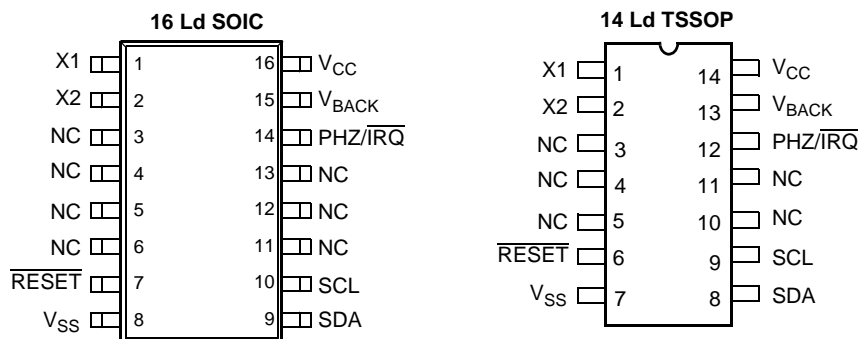 16 Ld SOIC
X1 1 16 VCC
X2 2 15 VBACK
NC 3 14 PHZ/IRQ
NC 4 13 NC
NC 5 12 NC
NC 6 11 NC
RESET 7 10 SCL
VSS 8 9 SDA
14 Ld TSSOP
X1 1 14 VCC
X2 2 13 VBACK
NC 3 12 PHZ/IRQ
NC 4 11 NC
NC 5 10 NC
RESET 6 9 SCL
VSS 7 8 SDA